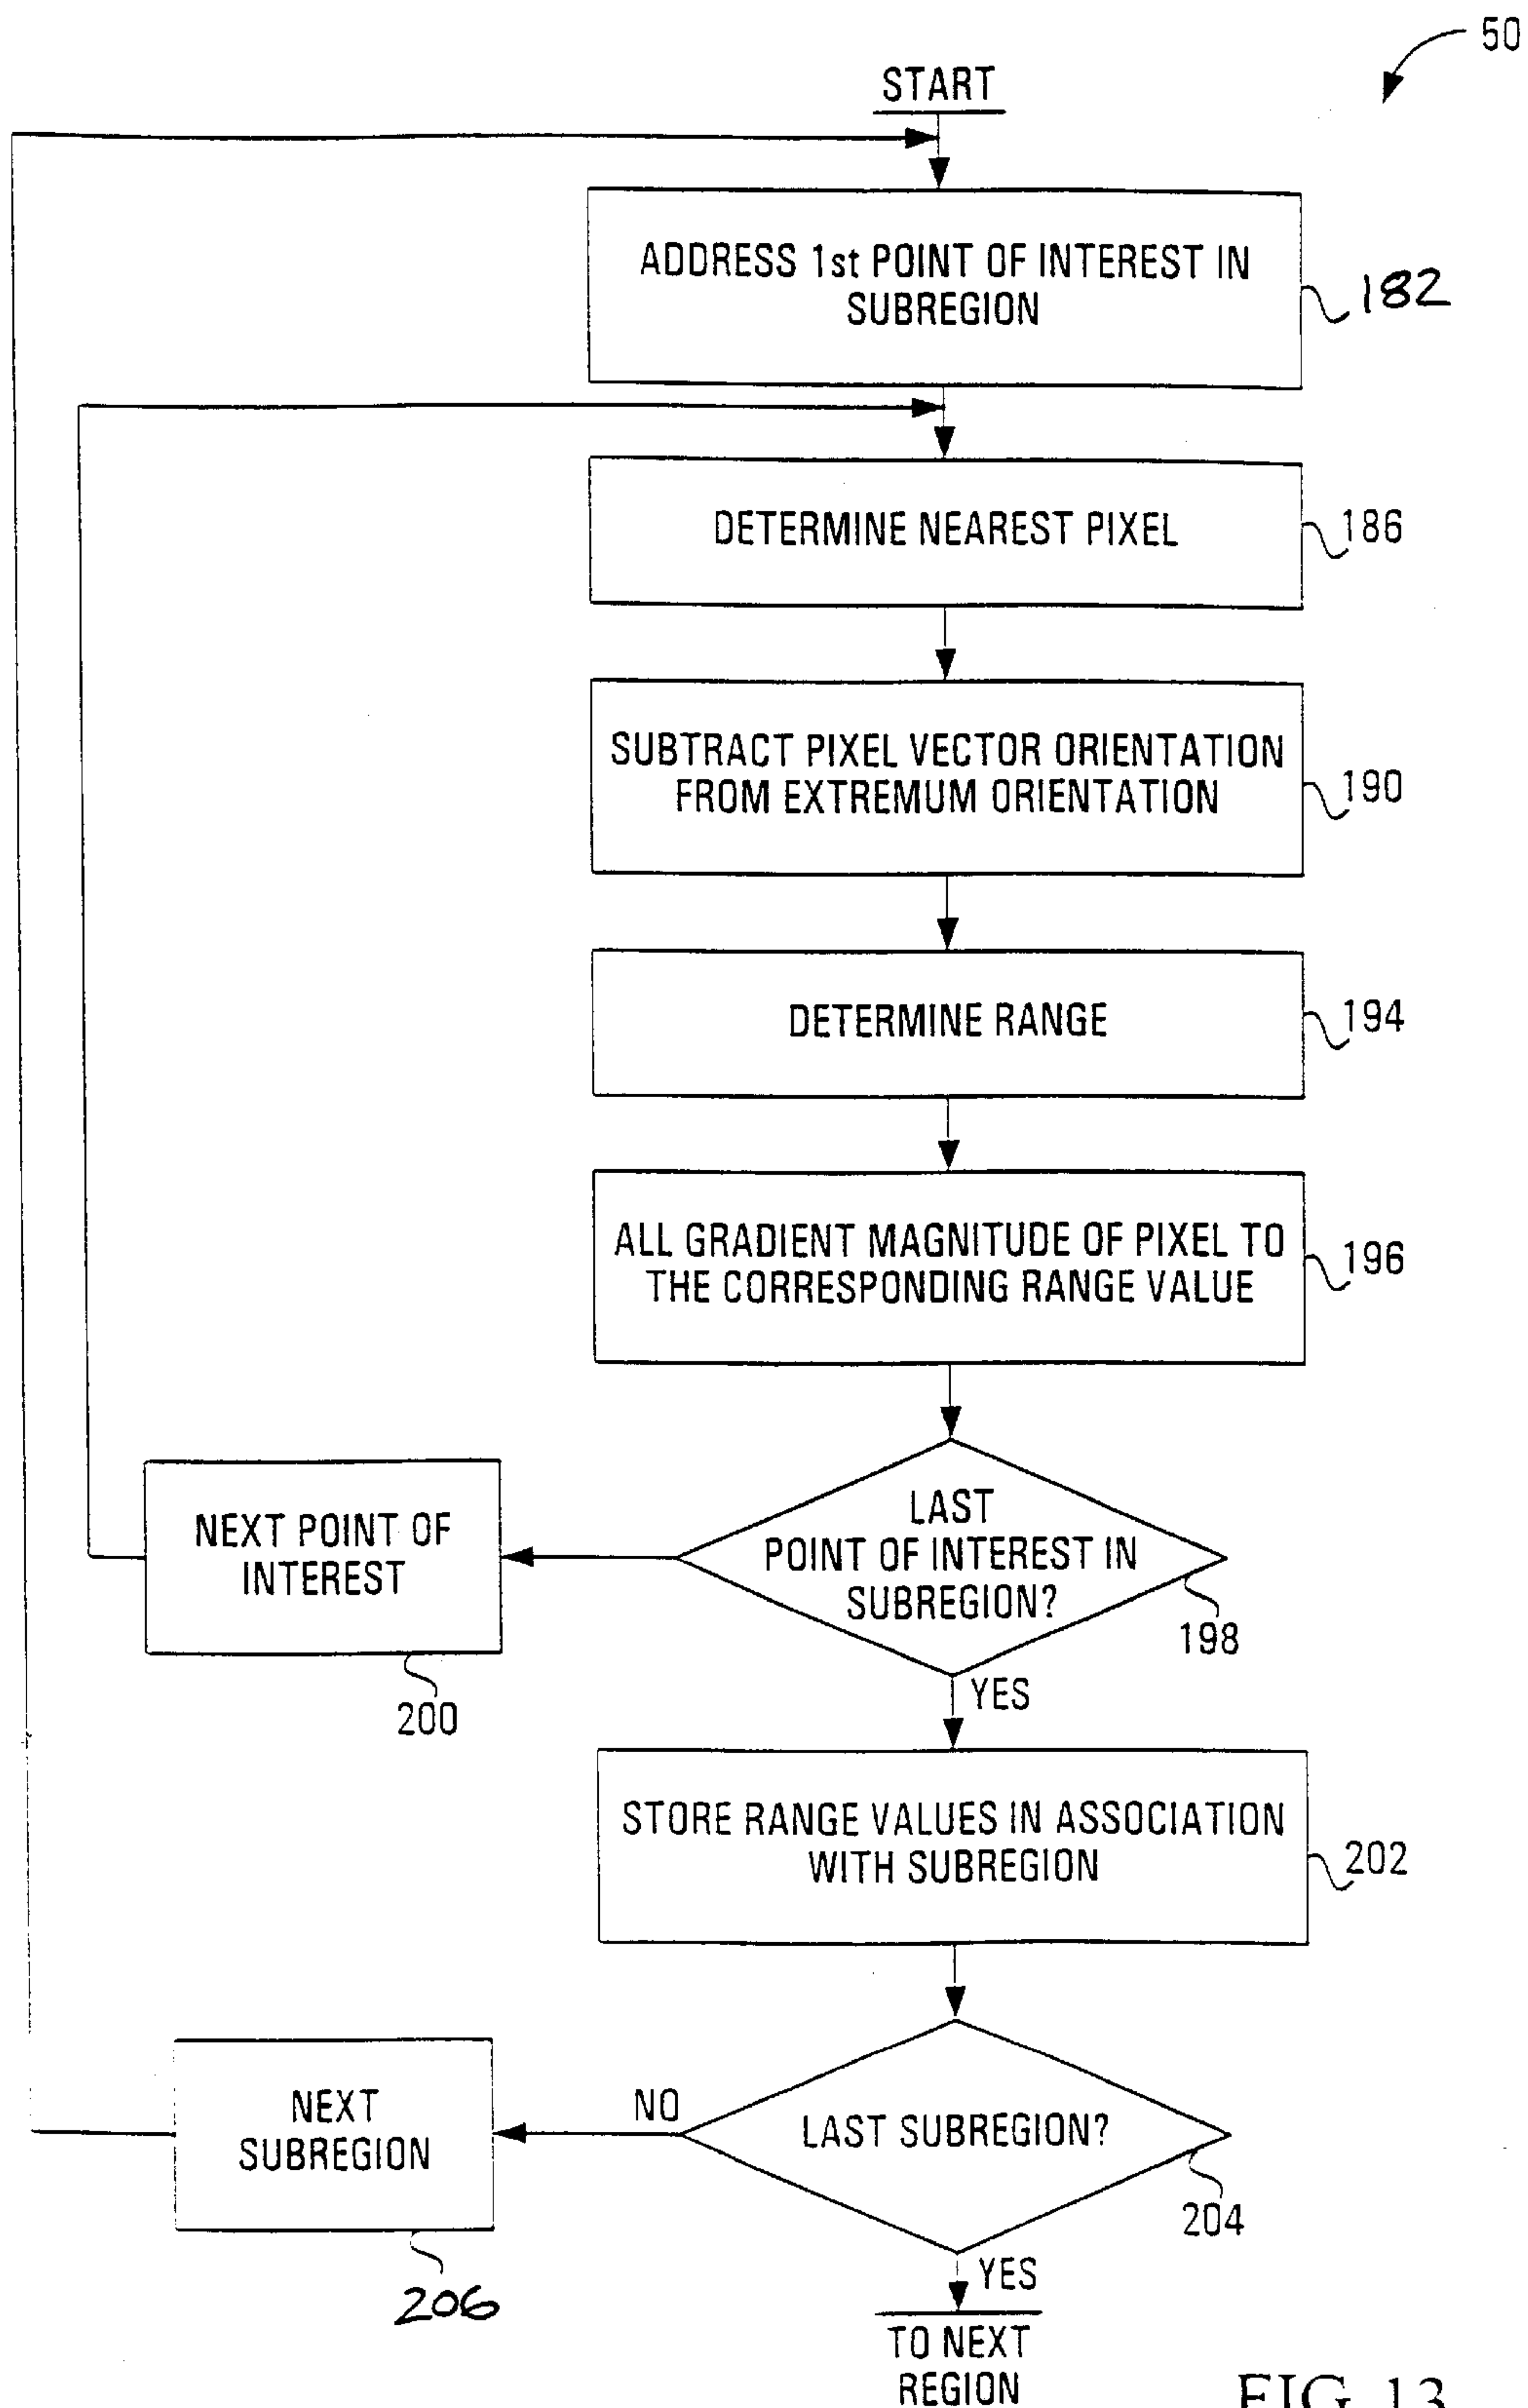 50
START
ADDRESS 1st POINT OF INTEREST IN
SUBREGION
182
DETERMINE NEAREST PIXEL
186
SUBTRACT PIXEL VECTOR ORIENTATION
FROM EXTREMUM ORIENTATION
190
DETERMINE RANGE
194
ALL GRADIENT MAGNITUDE OF PIXEL TO
THE CORRESPONDING RANGE VALUE
196
LAST
POINT OF INTEREST IN
SUBREGION?
198
NEXT POINT OF
INTEREST
200
YES
STORE RANGE VALUES IN ASSOCIATION
WITH SUBREGION
202
LAST SUBREGION?
204
NO
NEXT
SUBREGION
206
YES
TO NEXT
REGION
FIG. 13